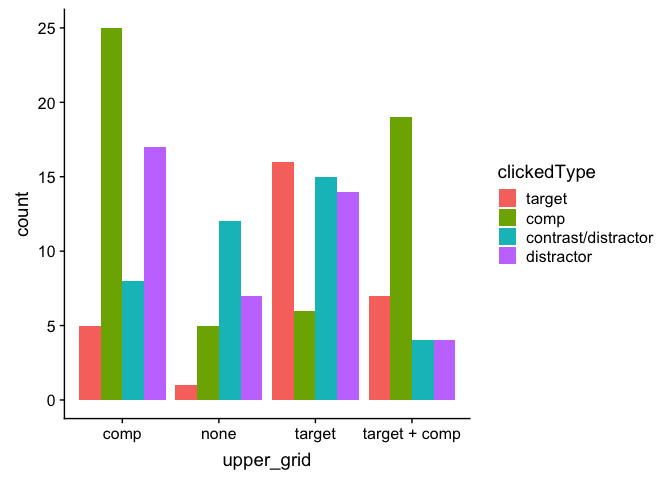 25
20
15
10
5
0
count
comp none target target + comp
upper_grid
clickedType
target
comp
contrast/distractor
distractor